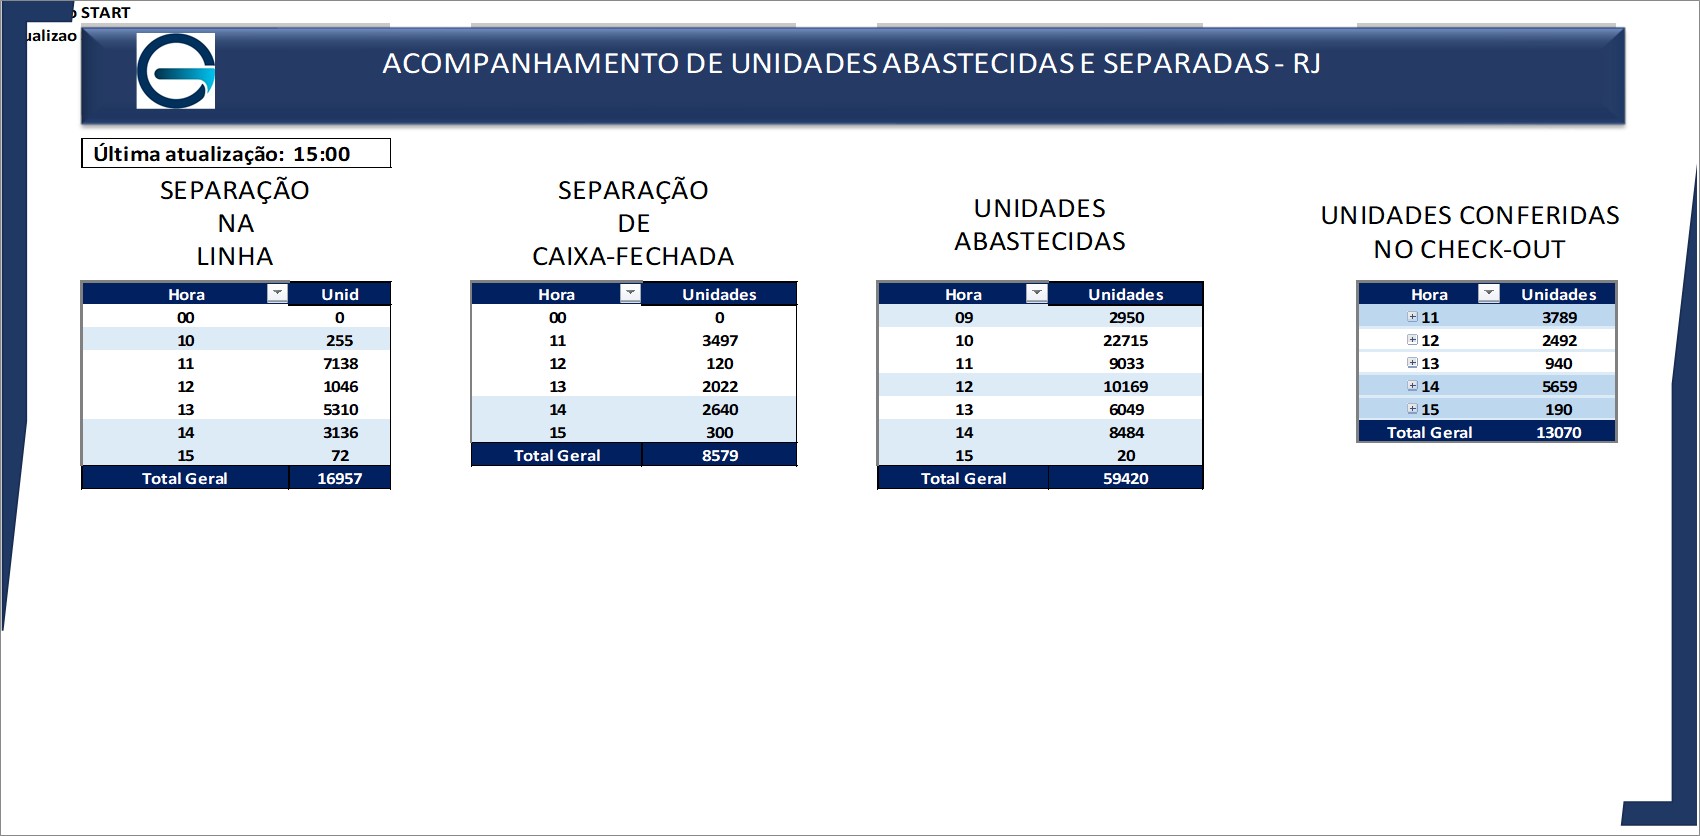 START
ACOMPANHAMENTO DE UNIDADES ABASTECIDAS E SEPARADAS - RJ
Última atualização: 15:00
SEPARAÇÃO
NA
LINHA
Hora Unid
00 0
10 255
11 7138
12 1046
13 5310
14 3136
15 72
Total Geral 16957
SEPARAÇÃO
DE
CAIXA-FECHADA
Hora Unidades
00 0
11 3497
12 120
13 2022
14 2640
15 300
Total Geral 8579
UNIDADES
ABASTECIDAS
Hora Unidades
09 2950
10 22715
11 9033
12 10169
13 6049
14 8484
15 20
Total Geral 59420
UNIDADES CONFERIDAS
NO CHECK-OUT
Hora Unidades
11 3789
12 2492
13 940
14 5659
15 190
Total Geral 13070